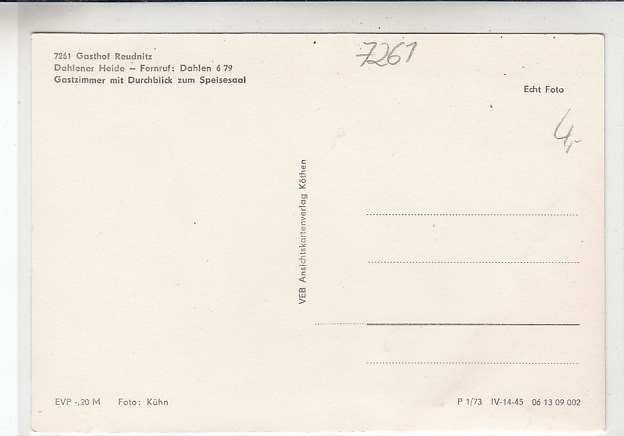 7261 Gasthof Reudnitz
Dahlener Heide – Fernruf: Dahlen 6 79
Gastzimmer mit Durchblick zum Speisesaal
7261
Echt Foto
4,-
VEB Ansichtskartenverlag Köthen
EVP -,20 M Foto: Kühn
P 1/73 IV-14-45 06 13 09 002